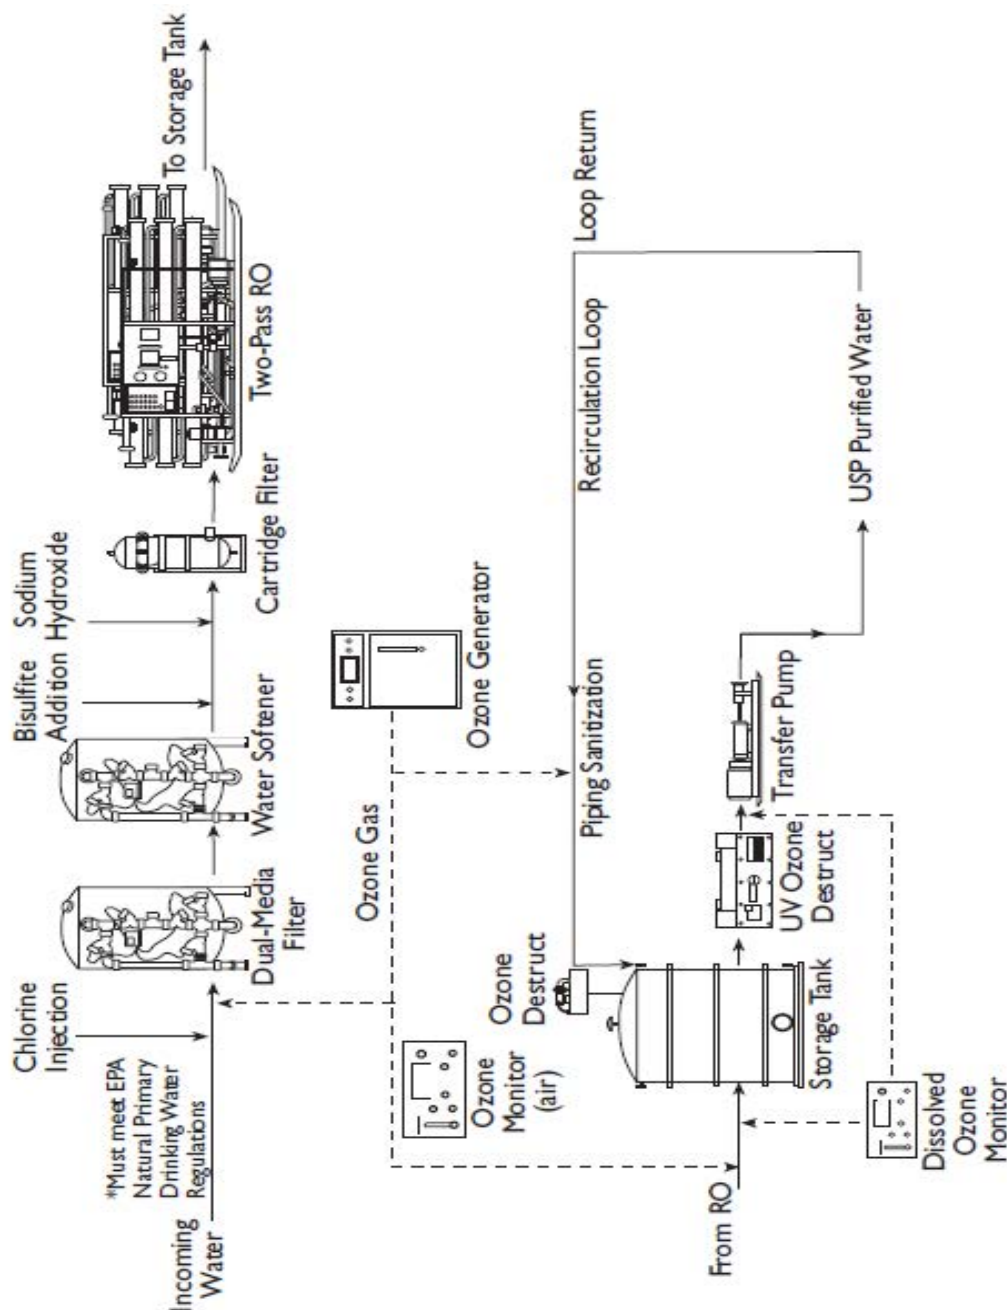 Incoming
Water
*Must meet EPA
Natural Primary
Drinking Water
Regulations
Chlorine
Injection
Dual-Media
Filter
Water Softener
Bisulfite
Addition
Sodium
Hydroxide
Cartridge Filter
Two-Pass RO
To Storage Tank
Ozone
Monitor
(air)
Ozone Gas
Ozone Generator
Ozone
Destruct
Piping Sanitization
Recirculation Loop
Loop Return
From RO
Storage Tank
UV Ozone
Destruct
Transfer Pump
USP Purified Water
Dissolved
Ozone
Monitor